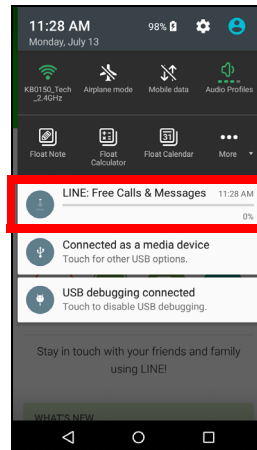 11:28 AM
98%
Monday, July 13
KB0150_Tech
_2.4GHz
Airplane mode
Mobile data
Audio Profiles
31
Float Note
Float
Calculator
Float Calendar
More
LINE: Free Calls & Messages 11:28 AM
0%
Connected as a media device
Touch for other USB options.
USB debugging connected
Touch to disable USB debugging.
Stay in touch with your friends and family
using LINE!
WHAT'S NEW